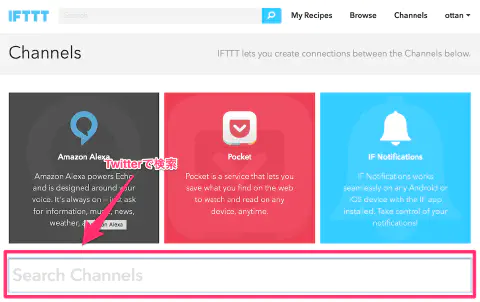 IFTTT
Search
My Recipes
Browse
Channels
ottan
Channels
IFTTT lets you create connections between the Channels below.
Amazon Alexa
Amazon Alexa powers Echo
and is designed around your
voice. It's always on – just ask
for information, music, news,
weather, a
Amazon Alexa
Twitterで検索
Pocket
Pocket is a service that lets you
save what you find on the web
to watch and read on any
device, anytime.
IF Notifications
IF Notifications works
seamlessly on any Android or
iOS device with the IF app
installed. Take control of your
notifications!
Search Channels